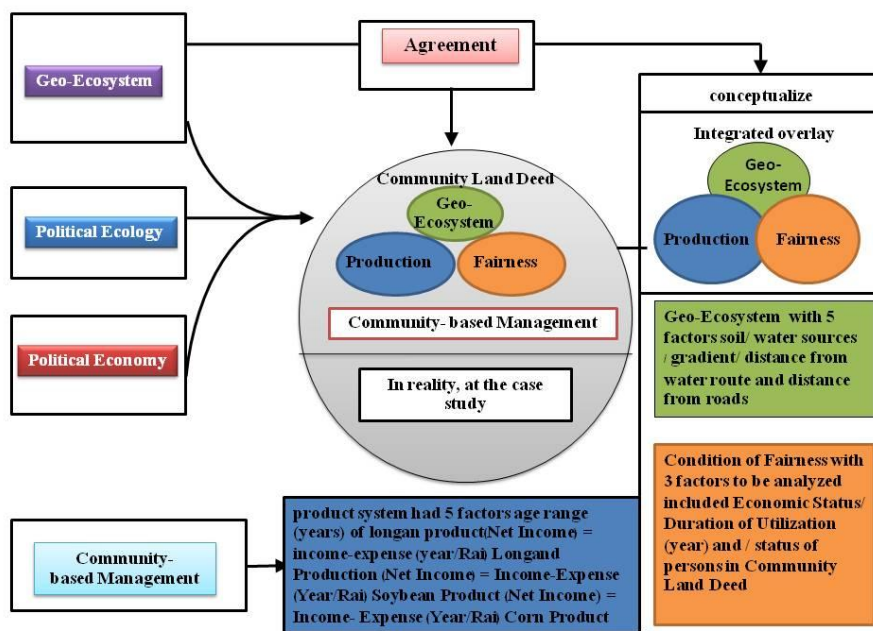 Geo-Ecosystem
Agreement
Political Ecology
Political Economy
Community Land Deed
Geo-
Ecosystem
Production
Fairness
Community- based Management
In reality, at the case
study
conceptualize
Integrated overlay
Geo-
Ecosystem
Production
Fairness
Geo-Ecosystem with 5
factors soil/ water sources
/ gradient/ distance from
water route and distance
from roads
Condition of Fairness with
3 factors to be analyzed
included Economic Status/
Duration of Utilization
(year) and / status of
persons in Community
Land Deed
Community-
based Management
product system had 5 factors age range
(years) of longan product(Net Income) =
income-expense (year/Rai) Longand
Production (Net Income) = Income-Expense
(Year/Rai) Soybean Product (Net Income) =
Income- Expense (Year/Rai) Corn Product